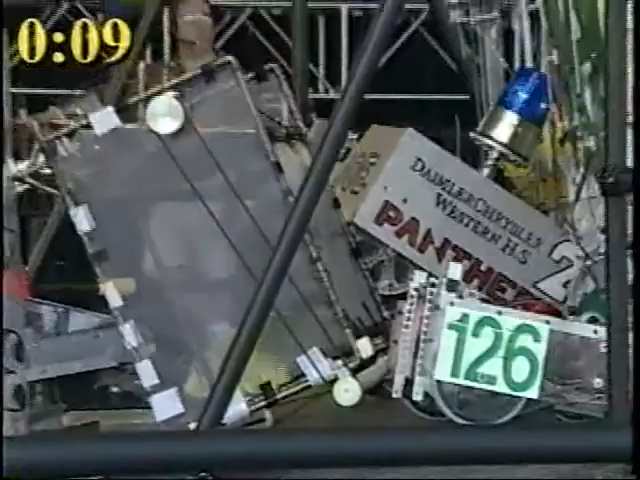 0:09
DAIMLERCHRYSLER
WESTERN H.S
PANTHE
2
126